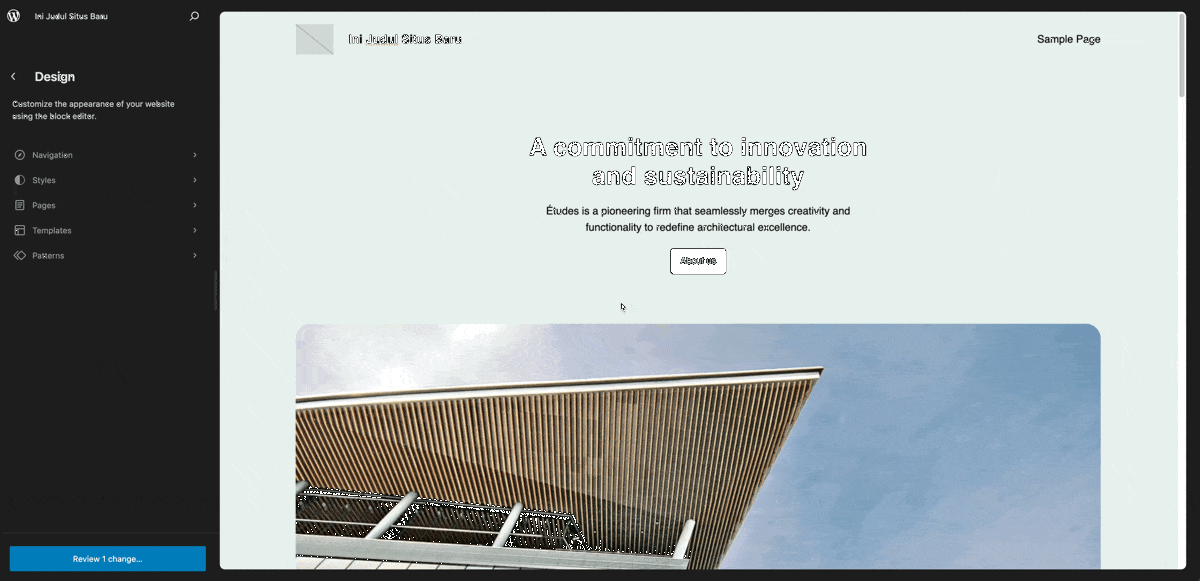 Ini Judul Situs Baru
Design
Customize the appearance of your website
using the block editor.
Navigation
Styles
Pages
Templates
Patterns
Review 1 change...
Ini Judul Situs Baru
Sample Page
A commitment to innovation
and sustainability
Études is a pioneering firm that seamlessly merges creativity and
functionality to redefine architectural excellence.
About us